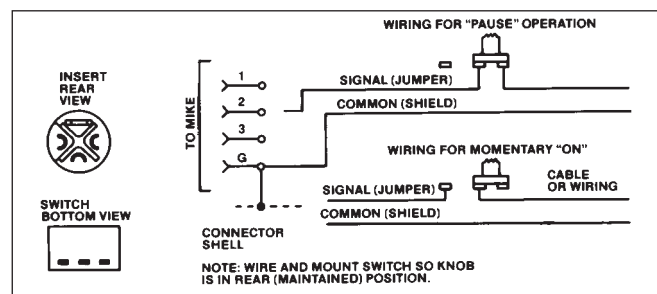 WIRING FOR "PAUSE" OPERATION
INSERT
REAR
VIEW
TO MIKE
1
2
3
G
SIGNAL (JUMPER)
COMMON (SHIELD)
WIRING FOR MOMENTARY "ON"
SIGNAL (JUMPER)
CABLE
OR WIRING
COMMON (SHIELD)
SWITCH
BOTTOM VIEW
CONNECTOR
SHELL
NOTE: WIRE AND MOUNT SWITCH SO KNOB
IS IN REAR (MAINTAINED) POSITION.